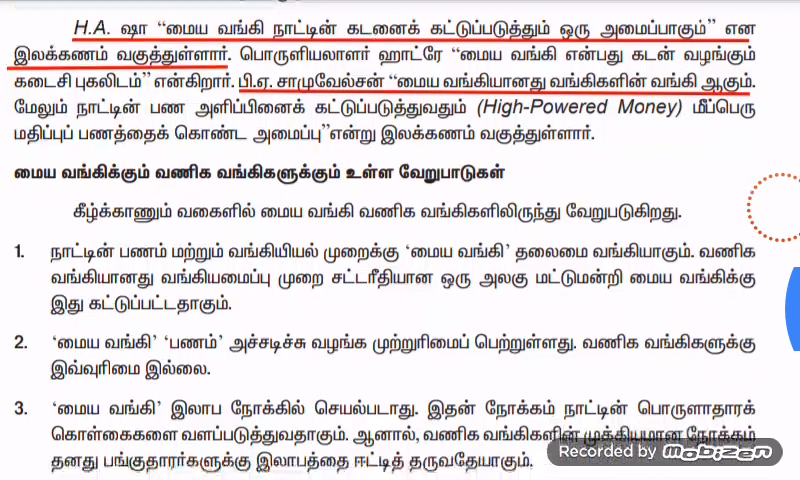 H.A. ஷா “மைய வங்கி நாட்டின் கடனைக் கட்டுப்படுத்தும் ஒரு அமைப்பாகும்” என
இலக்கணம் வகுத்துள்ளார். பொருளியலாளர் ஹாட்ரே “மைய வங்கி என்பது கடன் வழங்கும்
கடைசி புகலிடம்” என்கிறார். பி.ஏ. சாமுவேல்சன் “மைய வங்கியானது வங்கிகளின் வங்கி ஆகும்.
மேலும் நாட்டின் பண அளிப்பினைக் கட்டுப்படுத்துவதும் (High-Powered Money) மீப்பெரு
மதிப்புப் பணத்தைக் கொண்ட அமைப்பு”என்று இலக்கணம் வகுத்துள்ளார்.
மைய வங்கிக்கும் வணிக வங்கிகளுக்கும் உள்ள வேறுபாடுகள்
கீழ்க்காணும் வகைளில் மைய வங்கி வணிக வங்கிகளிலிருந்து வேறுபடுகிறது.
1. நாட்டின் பணம் மற்றும் வங்கியியல் முறைக்கு ‘மைய வங்கி’ தலைமை வங்கியாகும். வணிக
வங்கியானது வங்கியமைப்பு முறை சட்டரீதியான ஒரு அலகு மட்டுமன்றி மைய வங்கிக்கு
இது கட்டுப்பட்டதாகும்.
2. ‘மைய வங்கி’ ‘பணம்’ அச்சடிச்சு வழங்க முற்றுரிமைப் பெற்றுள்ளது. வணிக வங்கிகளுக்கு
இவ்வுரிமை இல்லை.
3. ‘மைய வங்கி’ இலாப நோக்கில் செயல்படாது. இதன் நோக்கம் நாட்டின் பொருளாதாரக்
கொள்கைகளை வளப்படுத்துவதாகும். ஆனால், வணிக வங்கிகளின் முக்கியமான நோக்கம்
தனது பங்குதாரர்களுக்கு இலாபத்தை ஈட்டித் தருவதேயாகும்.
Recorded by mobizen